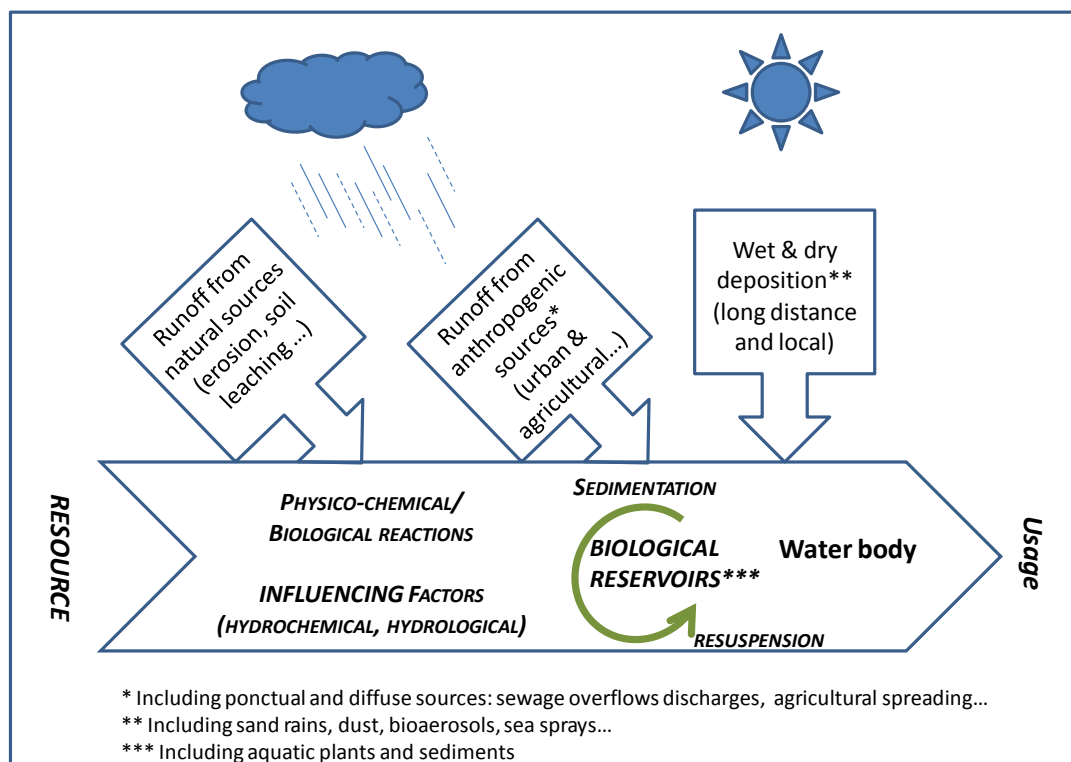 Runoff from
natural sources
(erosion, soil
leaching ...)
Runoff from
anthropogenic
sources*
(urban &
agricultural...)
Wet & dry
deposition**
(long distance
and local)
RESOURCE
PHYSICO-CHEMICAL/
BIOLOGICAL REACTIONS
INFLUENCING FACTORS
(HYDROCHEMICAL, HYDROLOGICAL)
SEDIMENTATION
BIOLOGICAL
RESERVOIRS***
RESUSPENSION
Water body
Usage
* Including ponctual and diffuse sources: sewage overflows discharges, agricultural spreading...
** Including sand rains, dust, bioaerosols, sea sprays...
*** Including aquatic plants and sediments